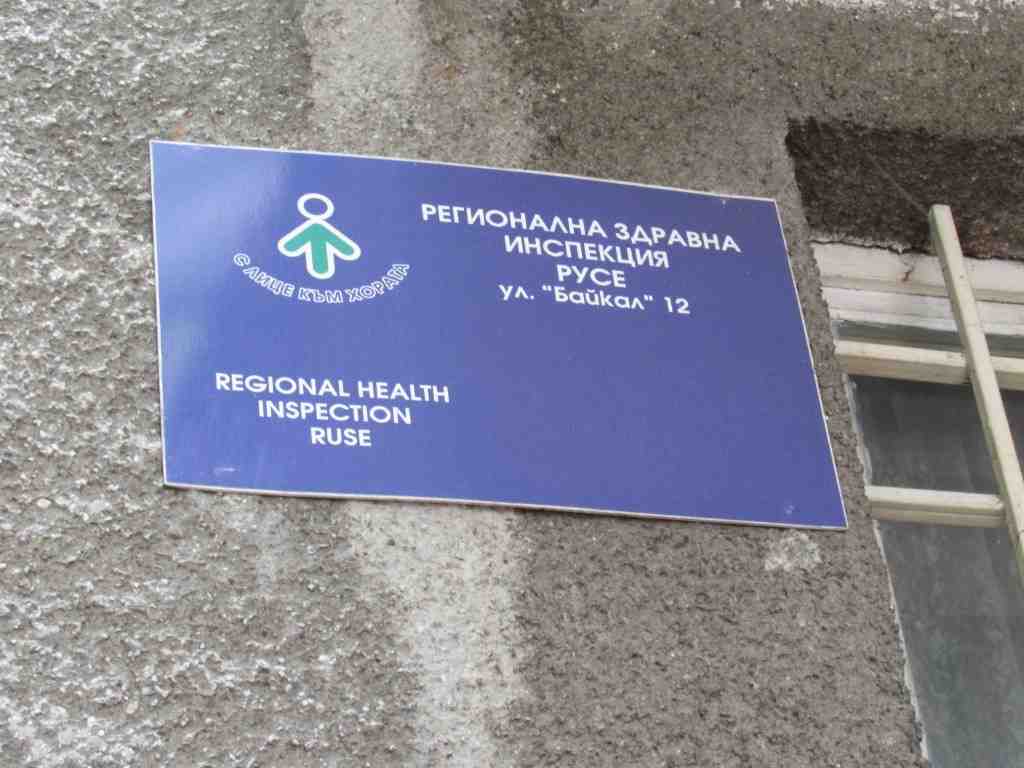 РЕГИОНАЛНА ЗДРАВНА
ИНСПЕКЦИЯ
РУСЕ
ул. "Байкал" 12
С ЛИЦЕ КЪМ ХОРАТА
REGIONAL HEALTH
INSPECTION
RUSE